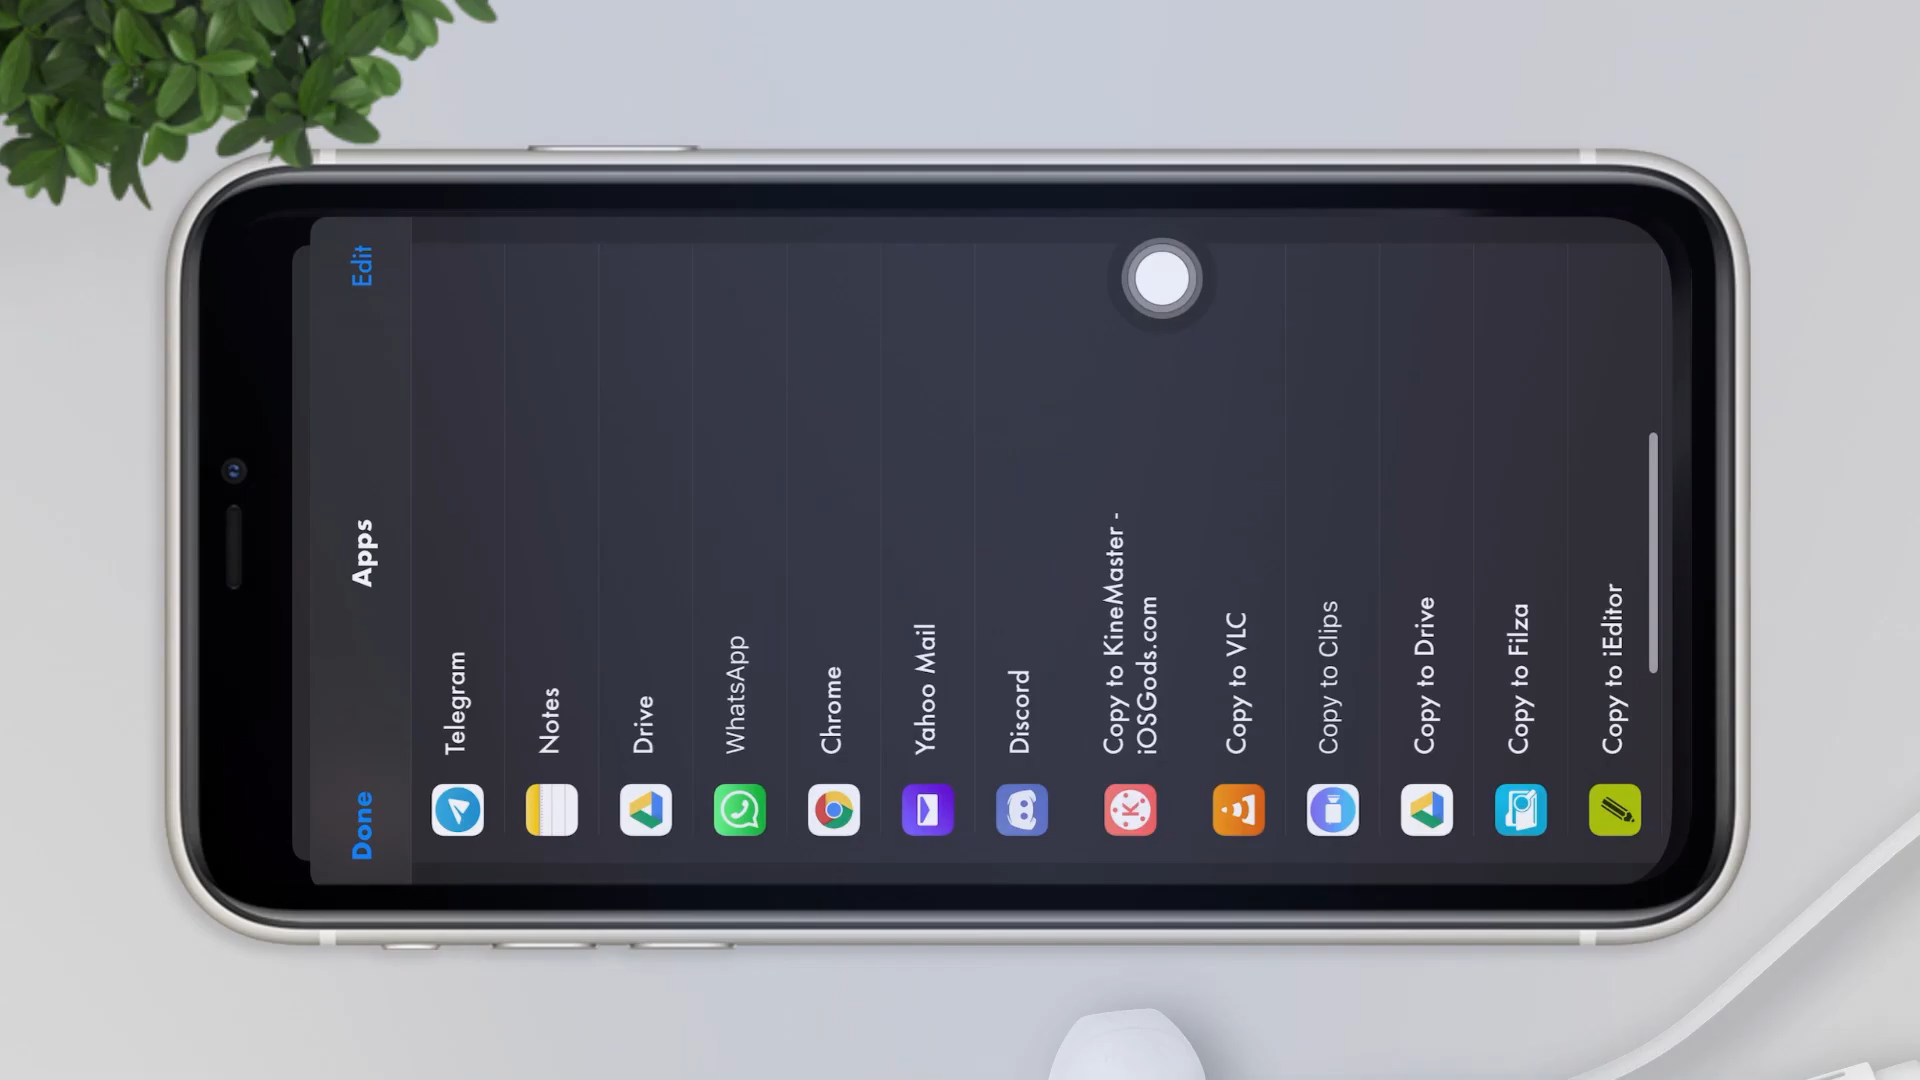 Done
Apps
Edit
Telegram
Notes
Drive
WhatsApp
Chrome
Yahoo Mail
Discord
Copy to KineMaster -
iOSGods.com
Copy to VLC
Copy to Clips
Copy to Drive
Copy to Filza
Copy to iEditor